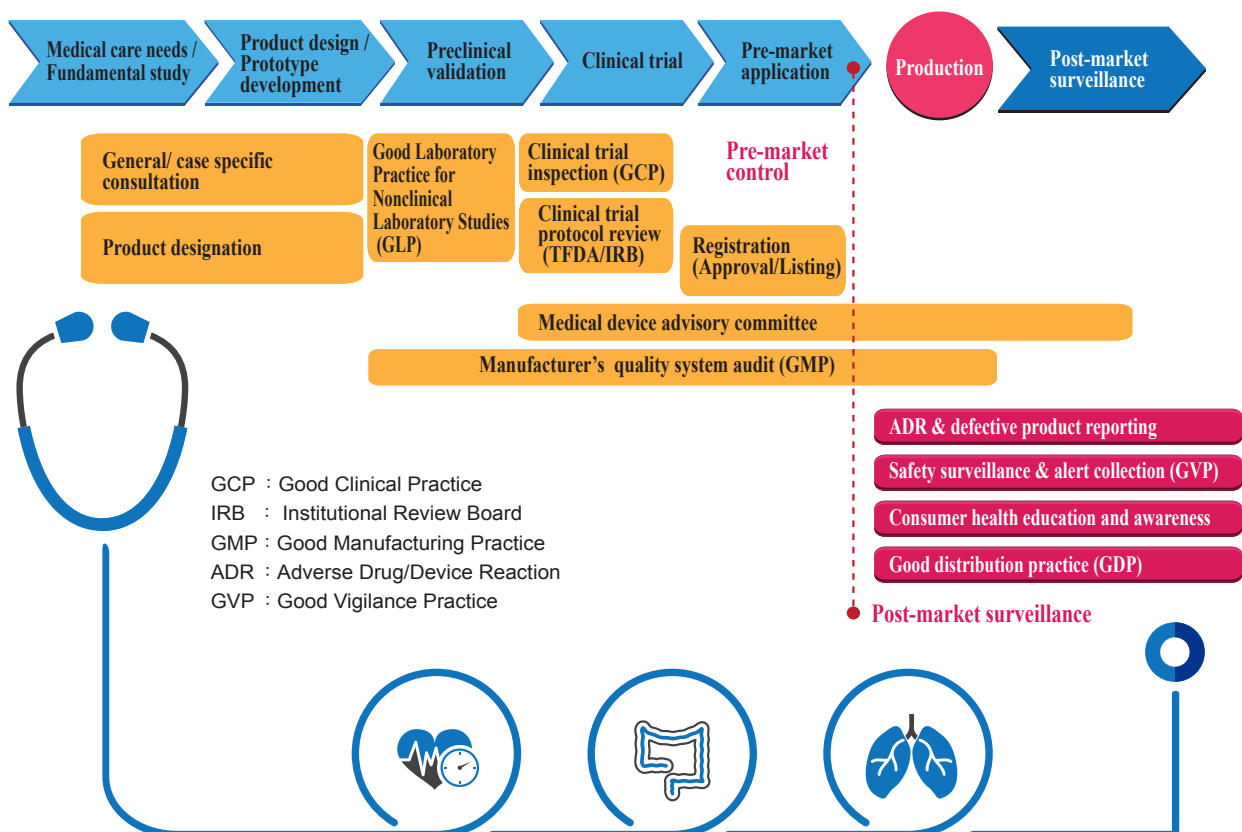 Medical care needs /
Fundamental study
Product design /
Prototype
development
Preclinical
validation
Clinical trial
Pre-market
application
Production
Post-market
surveillance
General/ case specific
consultation
Product designation
Good Laboratory
Practice for
Nonclinical
Laboratory Studies
(GLP)
Clinical trial
inspection (GCP)
Clinical trial
protocol review
(TFDA/IRB)
Pre-market
control
Registration
(Approval/Listing)
Medical device advisory committee
Manufacturer’s quality system audit (GMP)
ADR & defective product reporting
Safety surveillance & alert collection (GVP)
Consumer health education and awareness
Good distribution practice (GDP)
Post-market surveillance
GCP：Good Clinical Practice
IRB ：Institutional Review Board
GMP：Good Manufacturing Practice
ADR：Adverse Drug/Device Reaction
GVP：Good Vigilance Practice